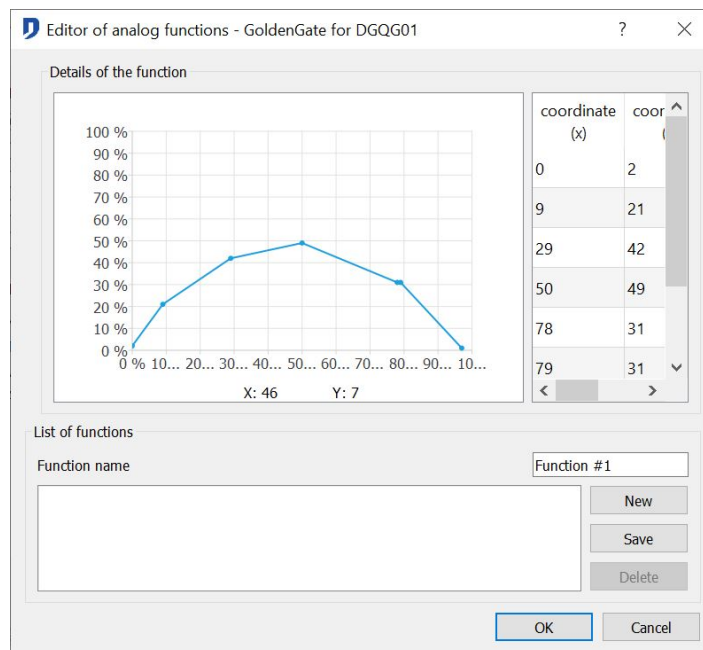 Editor of analog functions - GoldenGate for DGQG01
?
Details of the function
100 %
90 %
80 %
70 %
60 %
50 %
40 %
30 %
20 %
10 %
0 %
0 % 10... 20... 30... 40... 50... 60... 70... 80... 90... 10...
X: 46 Y: 7
coordinate coor
(x) (
0 2
9 21
29 42
50 49
78 31
79 31
List of functions
Function name
Function #1
New
Save
Delete
OK Cancel